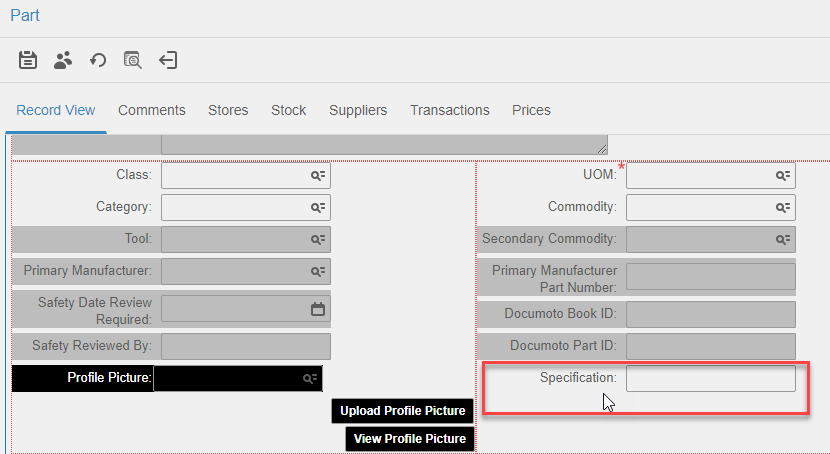 Part
Record View Comments Stores Stock Suppliers Transactions Prices
Class: UOM:*
Category: Commodity:
Tool: Secondary Commodity:
Primary Manufacturer: Primary Manufacturer
Part Number:
Safety Date Review
Required: Documoto Book ID:
Safety Reviewed By: Documoto Part ID:
Profile Picture: Specification:
Upload Profile Picture
View Profile Picture